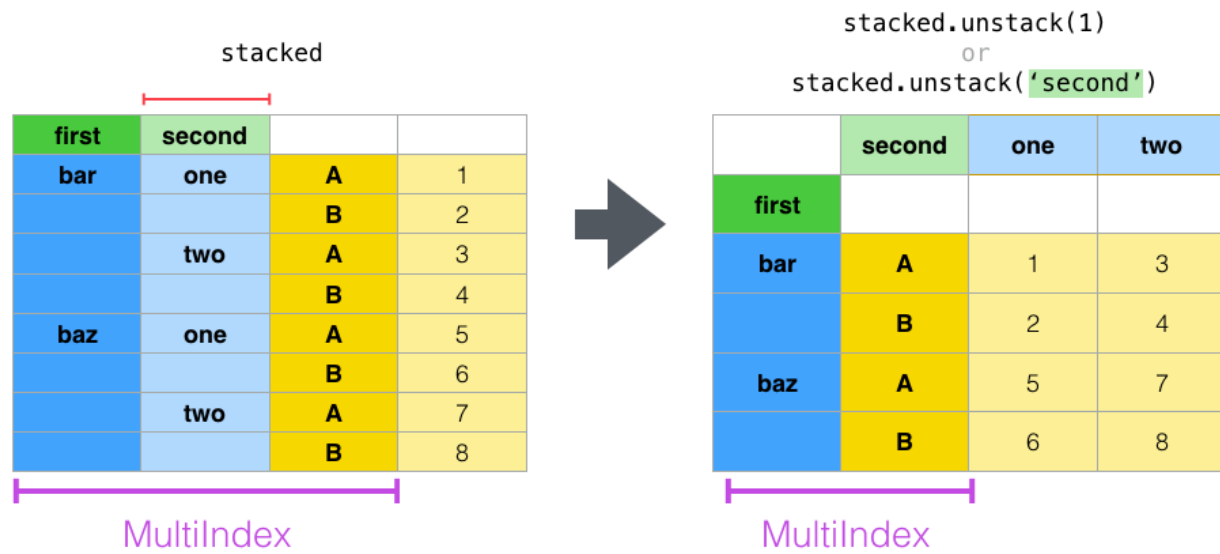 stacked
first second
bar one A 1
B 2
two A 3
B 4
baz one A 5
B 6
two A 7
B 8
MultiIndex
stacked.unstack(1)
or
stacked.unstack(‘second’)
second one two
first
bar A 1 3
B 2 4
baz A 5 7
B 6 8
MultiIndex